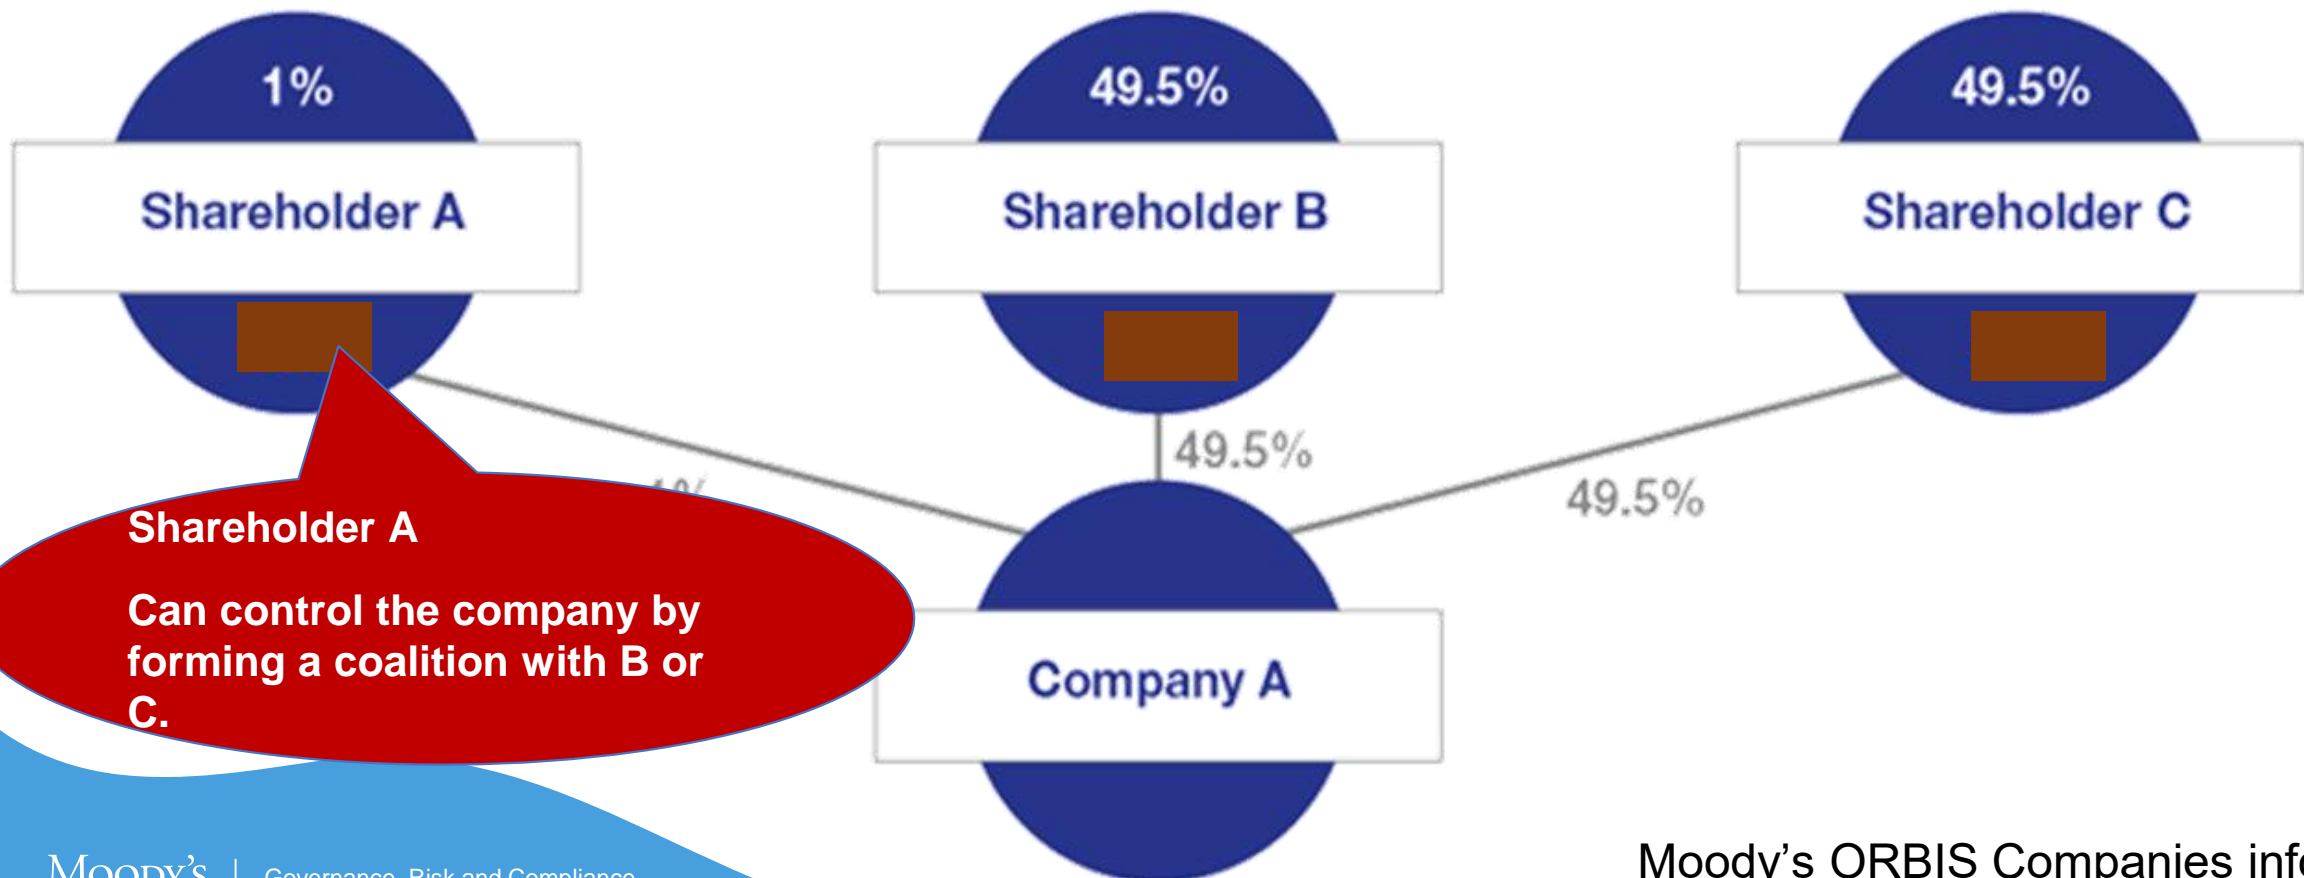 1%
49.5%
49.5%
Shareholder A
Shareholder B
Shareholder C
49.5%
49.5%
Shareholder A
Can control the company by
forming a coalition with B or
C.
Company A
MOODY'S | Governance, Risk and Compliance
Moody's ORBIS Companies